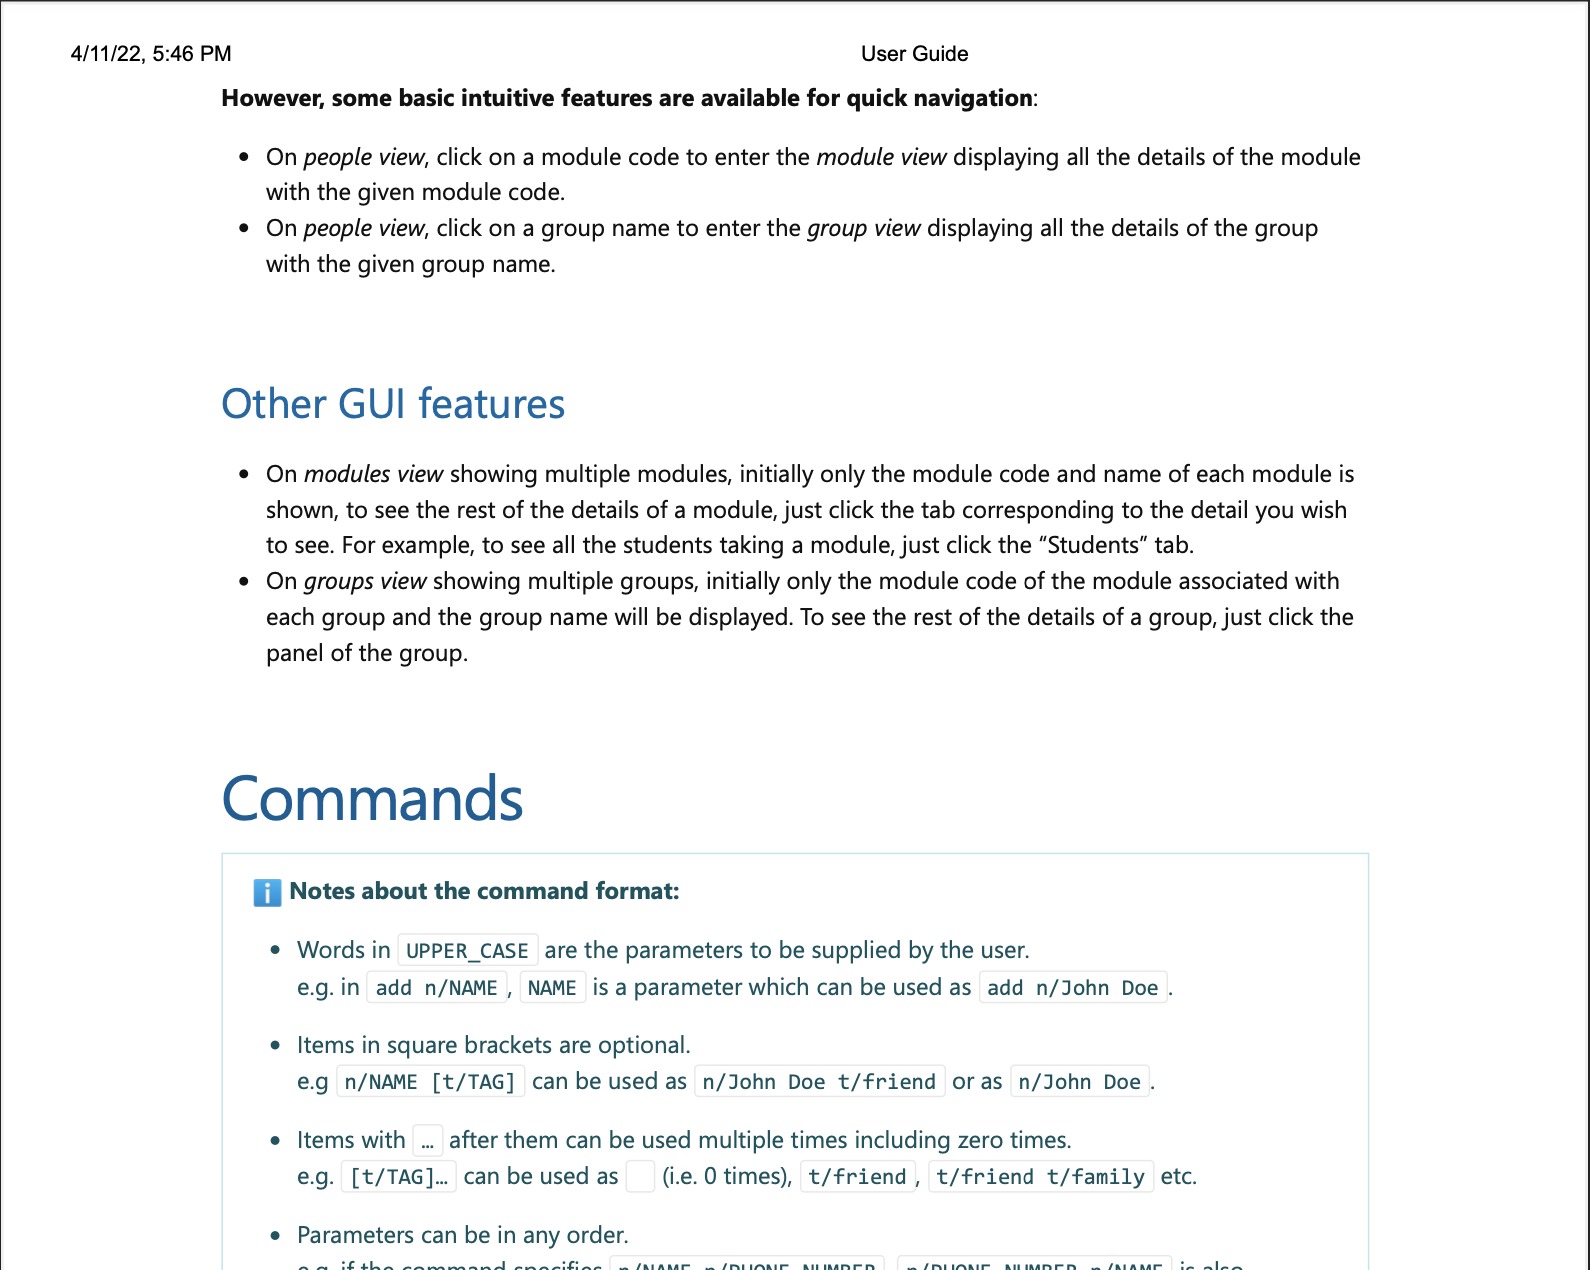 4/11/22, 5:46 PM
User Guide
However, some basic intuitive features are available for quick navigation:
• On people view, click on a module code to enter the module view displaying all the details of the module
with the given module code.
• On people view, click on a group name to enter the group view displaying all the details of the group
with the given group name.
Other GUI features
• On modules view showing multiple modules, initially only the module code and name of each module is
shown, to see the rest of the details of a module, just click the tab corresponding to the detail you wish
to see. For example, to see all the students taking a module, just click the “Students” tab.
• On groups view showing multiple groups, initially only the module code of the module associated with
each group and the group name will be displayed. To see the rest of the details of a group, just click the
panel of the group.
Commands
Notes about the command format:
• Words in UPPER_CASE are the parameters to be supplied by the user.
e.g. in add n/NAME, NAME is a parameter which can be used as add n/John Doe.
• Items in square brackets are optional.
e.g n/NAME [t/TAG] can be used as n/John Doe t/friend or as n/John Doe.
• Items with … after them can be used multiple times including zero times.
e.g. [t/TAG]… can be used as   (i.e. 0 times), t/friend, t/friend t/family etc.
• Parameters can be in any order.
e.g. if the command specifies n/NAME p/PHONE_NUMBER, p/PHONE_NUMBER n/NAME is also